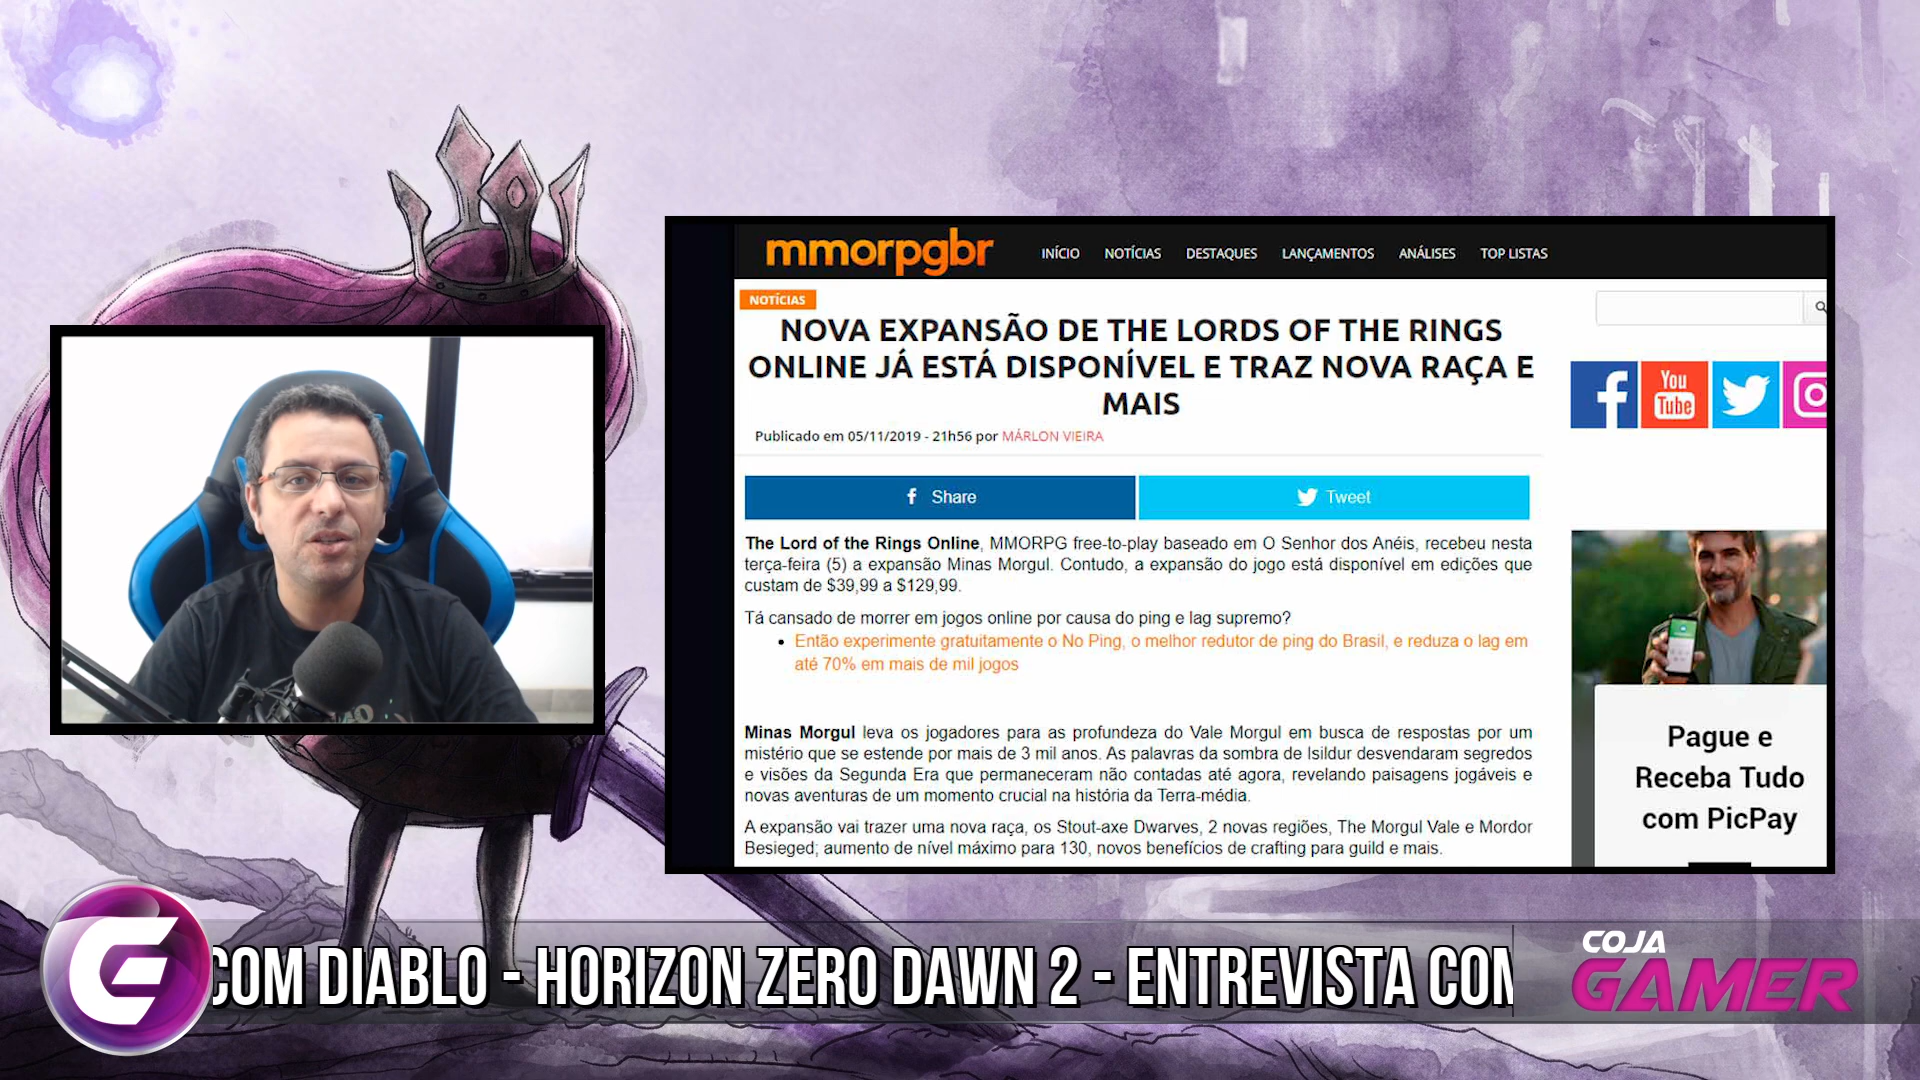 mmorpgbr
INÍCIO NOTÍCIAS DESTAQUES LANÇAMENTOS ANÁLISES TOP LISTAS
NOTÍCIAS
NOVA EXPANSÃO DE THE LORDS OF THE RINGS
ONLINE JÁ ESTÁ DISPONÍVEL E TRAZ NOVA RAÇA E
MAIS
Publicado em 05/11/2019 - 21h56 por MÁRLON VIEIRA
You
Tube
Share
Tweet
The Lord of the Rings Online, MMORPG free-to-play baseado em O Senhor dos Anéis, recebeu nesta
terça-feira (5) a expansão Minas Morgul. Contudo, a expansão do jogo está disponível em edições que
custam de $39,99 a $129,99.
Tá cansado de morrer em jogos online por causa do ping e lag supremo?
Então experimente gratuitamente o No Ping, o melhor redutor de ping do Brasil, e reduza o lag em
até 70% em mais de mil jogos
Minas Morgul leva os jogadores para as profundeza do Vale Morgul em busca de respostas por um
mistério que se estende por mais de 3 mil anos. As palavras da sombra de Isildur desvendaram segredos
e visões da Segunda Era que permaneceram não contadas até agora, revelando paisagens jogáveis e
novas aventuras de um momento crucial na história da Terra-média.
A expansão vai trazer uma nova raça, os Stout-axe Dwarves, 2 novas regiões, The Morgul Vale e Mordor
Besieged; aumento de nível máximo para 130, novos benefícios de crafting para guild e mais.
Pague e
Receba Tudo
com PicPay
COM DIABLO - HORIZON ZERO DAWN 2 - ENTREVISTA COM
COJA
GAMER